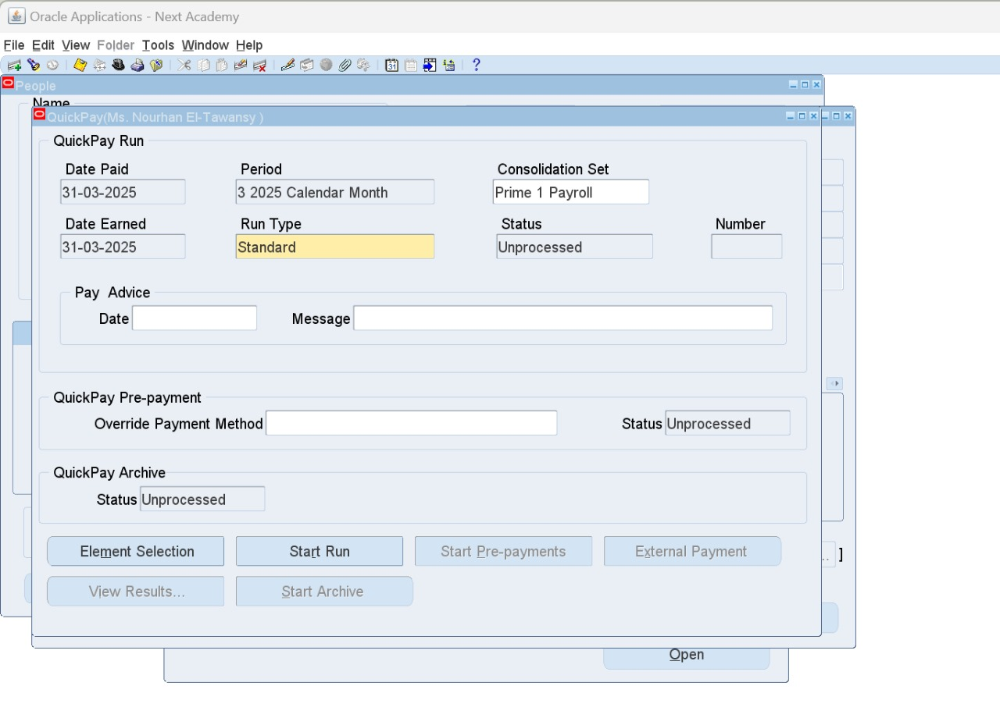 Oracle Applications - Next Academy
File Edit View Folder Tools Window Help
31
?
People
Name
QuickPay(Ms. Nourhan El-Tawansy )
QuickPay Run
Date Paid Period Consolidation Set
31-03-2025 3 2025 Calendar Month Prime 1 Payroll
Date Earned Run Type Status Number
31-03-2025 Standard Unprocessed
Pay Advice
Date Message
QuickPay Pre-payment
Override Payment Method Status Unprocessed
QuickPay Archive
Status Unprocessed
Element Selection Start Run Start Pre-payments External Payment
.. ]
View Results... Start Archive
Open